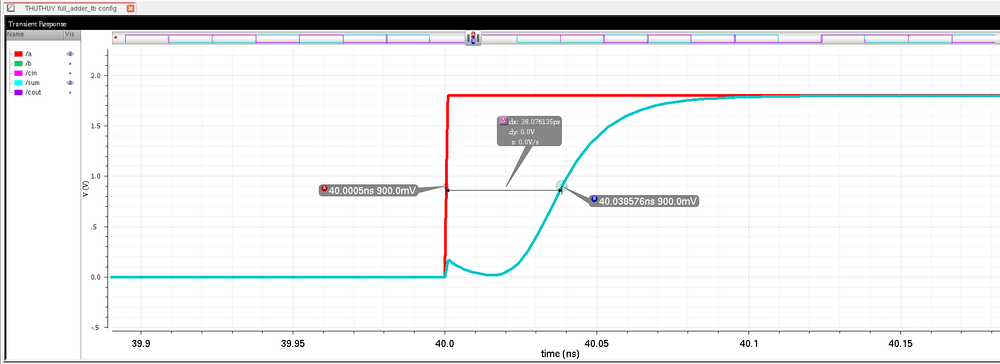 THUTHUY full_adder_tb config
Transient Response
Name Vis
/a
/b
/cin
/sum
/cout
A
B
2.0
1.5
1.0
.5
0.0
-.5
V (V)
Δ dx: 38.076135ps
dy: 0.0V
s: 0.0V/s
A 40.0005ns 900.0mV
B 40.038576ns 900.0mV
39.9 39.95 40.0 40.05 40.1 40.15
time (ns)